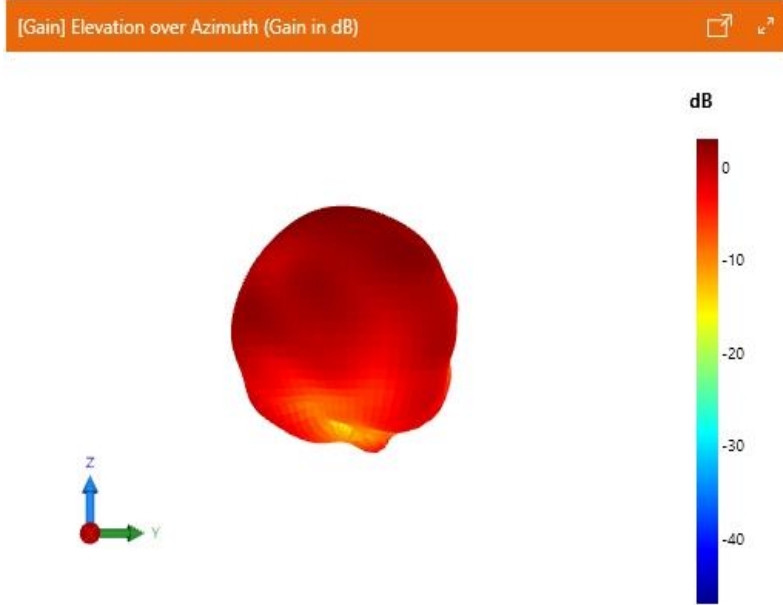 [Gain] Elevation over Azimuth (Gain in dB)
dB
0
-10
-20
-30
-40
Z
Y